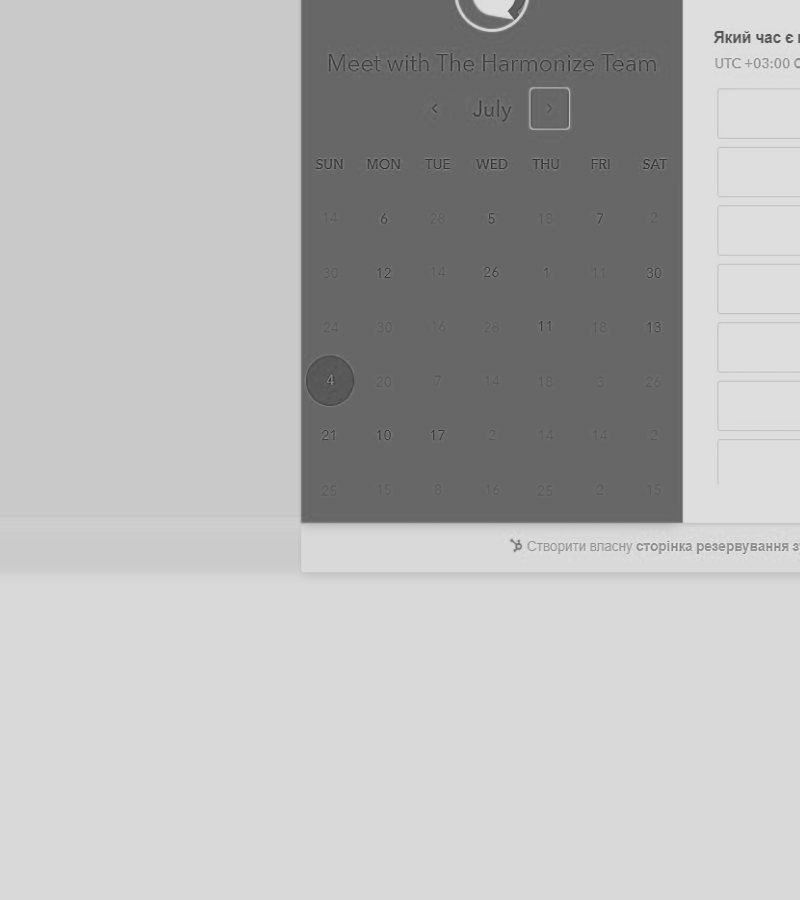 Meet with The Harmonize Team
July
SUN MON TUE WED THU FRI SAT
14 6 28 5 18 7 2
30 12 14 26 1 11 30
24 30 16 28 11 18 13
4 20 7 14 18 3 26
21 10 17 2 14 14 2
25 15 8 16 25 2 15
Який час є
UTC +03:00
Створити власну сторінка резервування